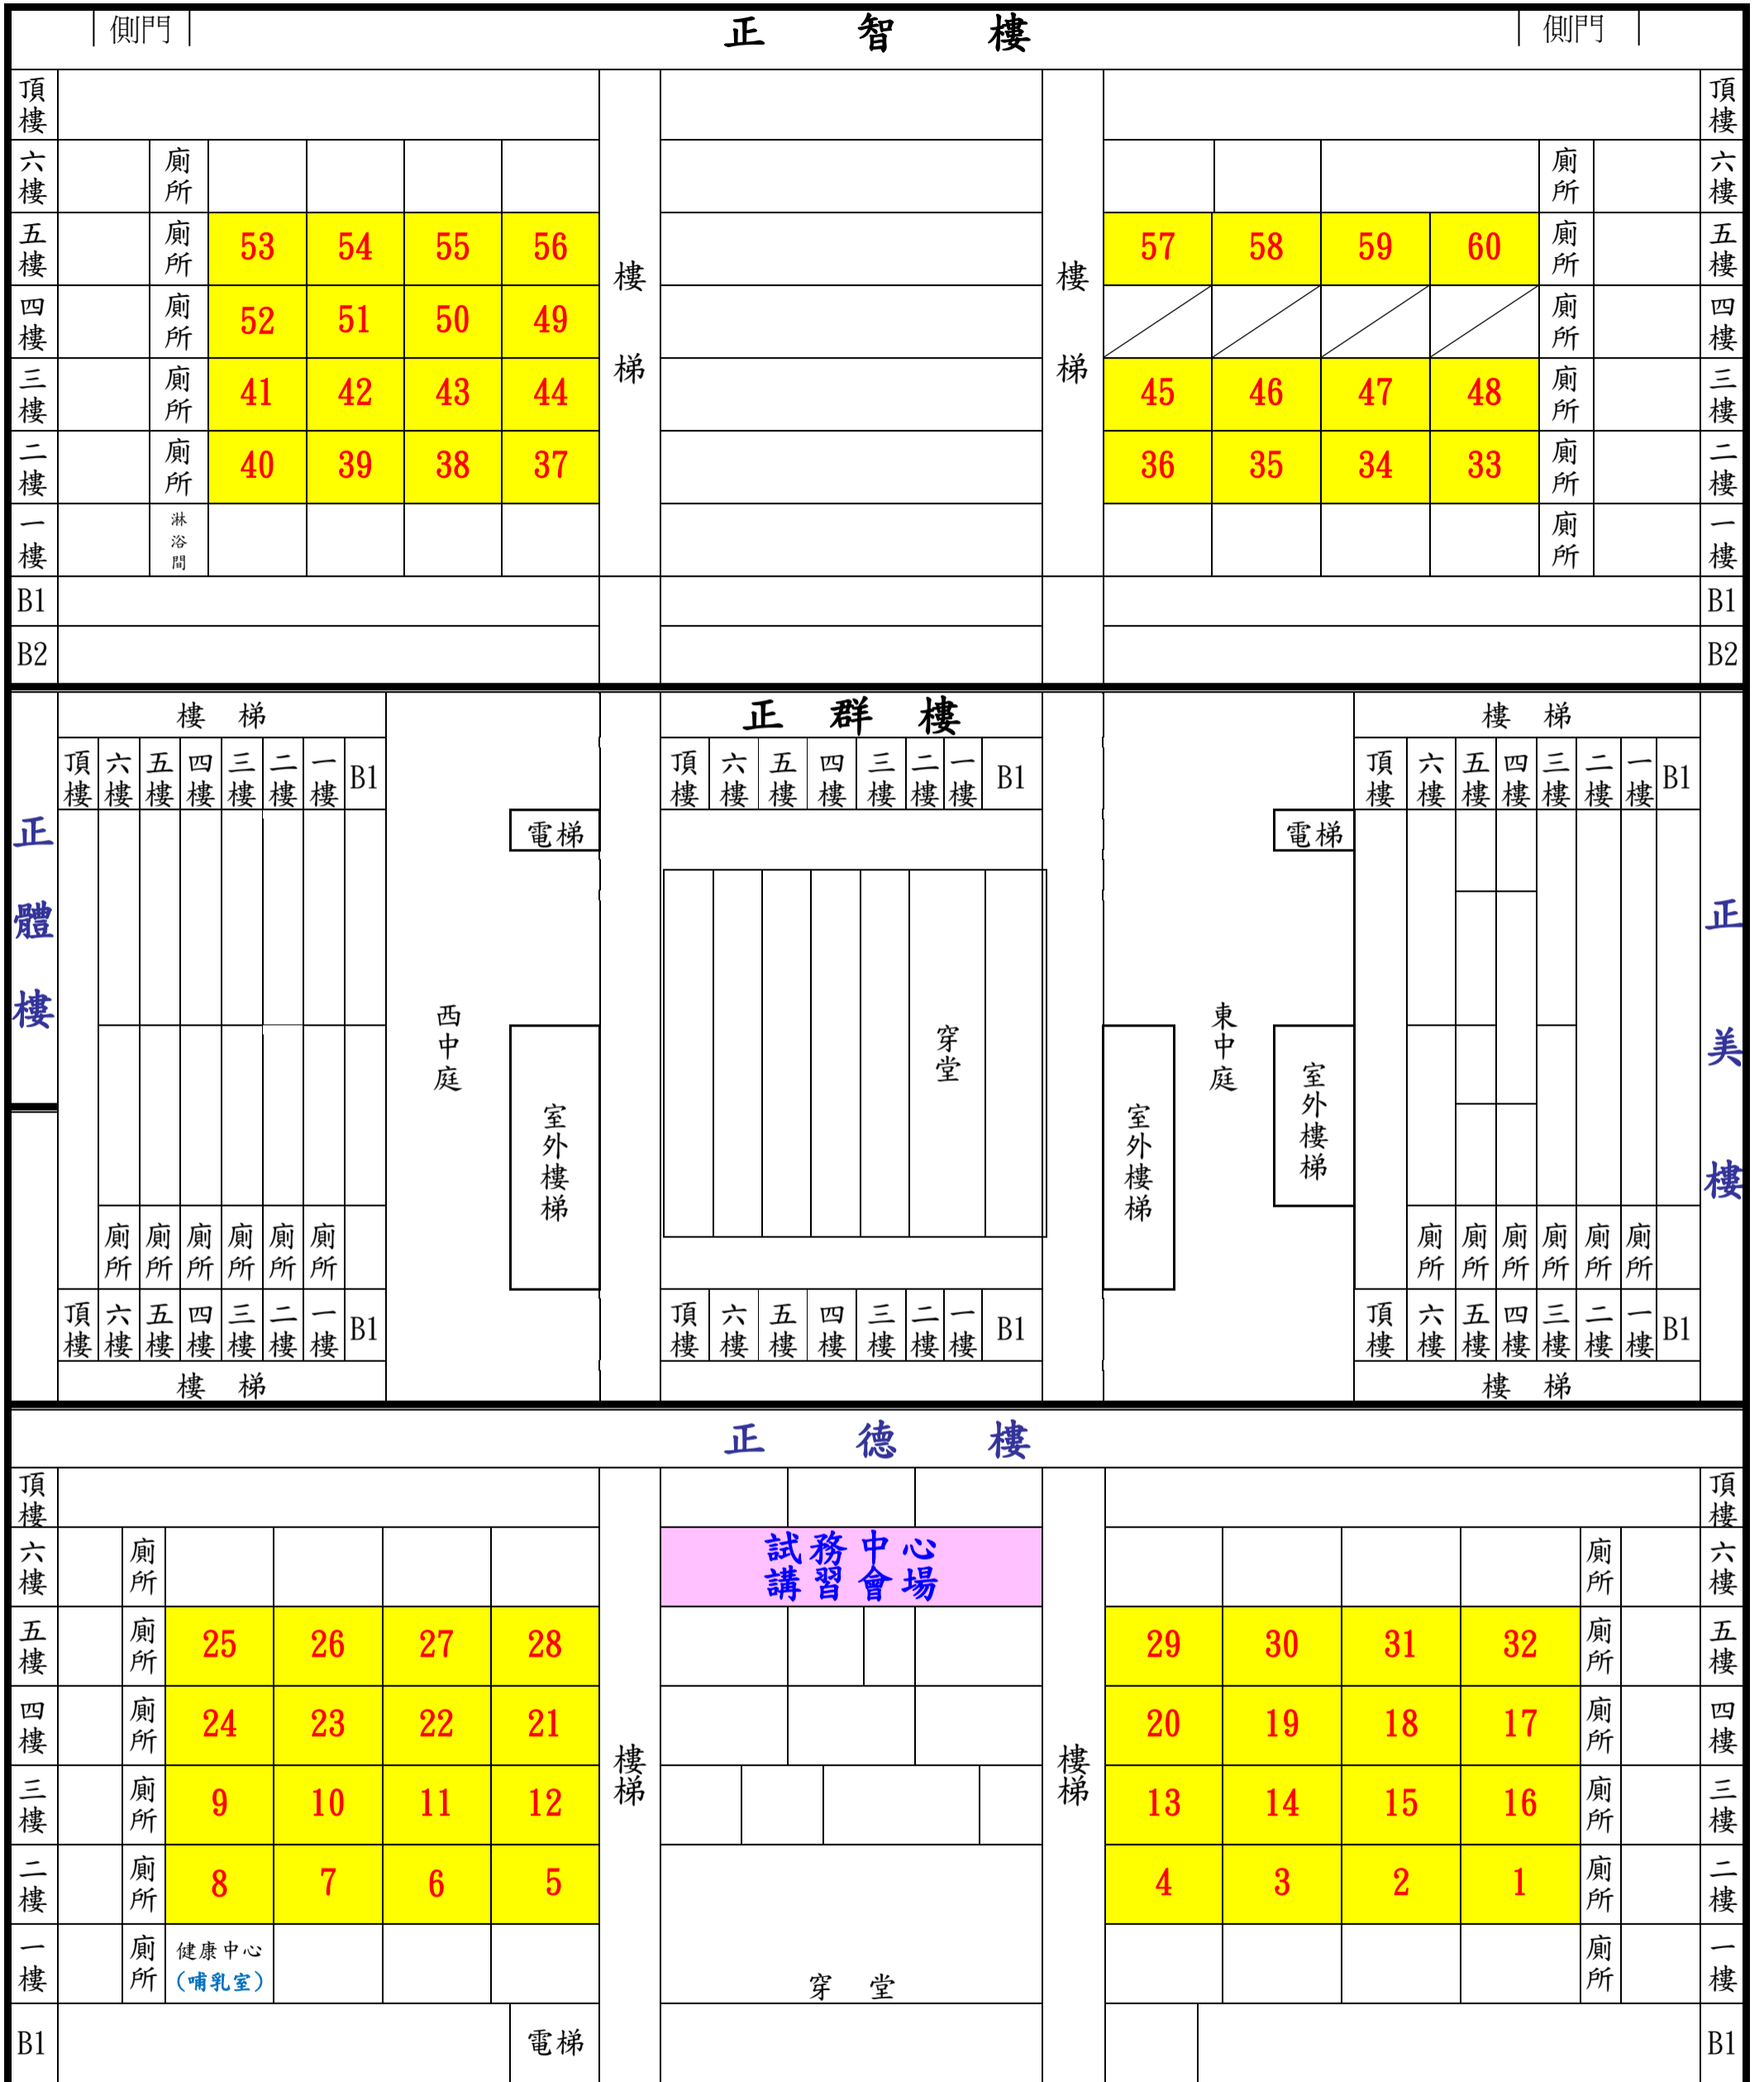 側門 正智樓 側門
頂樓 頂樓
六樓 廁所 廁所 六樓
五樓 廁所 53 54 55 56 57 58 59 60 廁所 五樓
樓梯 樓梯
四樓 廁所 52 51 50 49 廁所 四樓
三樓 廁所 41 42 43 44 45 46 47 48 廁所 三樓
二樓 廁所 40 39 38 37 36 35 34 33 廁所 二樓
一樓 淋浴間 廁所 一樓
B1 B1
B2 B2
樓梯 正群樓 樓梯
頂樓 六樓 五樓 四樓 三樓 二樓 一樓 B1 頂樓 六樓 五樓 四樓 三樓 二樓 一樓 B1 頂樓 六樓 五樓 四樓 三樓 二樓 一樓 B1
正體樓
電梯 電梯
正美樓
西中庭 穿堂 東中庭
室外樓梯 室外樓梯 室外樓梯
廁所 廁所 廁所 廁所 廁所 廁所 廁所 廁所 廁所 廁所 廁所 廁所
頂樓 六樓 五樓 四樓 三樓 二樓 一樓 B1 頂樓 六樓 五樓 四樓 三樓 二樓 一樓 B1 頂樓 六樓 五樓 四樓 三樓 二樓 一樓 B1
樓梯 樓梯
正德樓
頂樓 頂樓
六樓 廁所 試務中心 廁所 六樓
講習會場
五樓 廁所 25 26 27 28 29 30 31 32 廁所 五樓
四樓 廁所 24 23 22 21 20 19 18 17 廁所 四樓
樓梯 樓梯
三樓 廁所 9 10 11 12 13 14 15 16 廁所 三樓
二樓 廁所 8 7 6 5 4 3 2 1 廁所 二樓
一樓 廁所 健康中心 廁所 一樓
(哺乳室) 穿堂
B1 電梯 B1